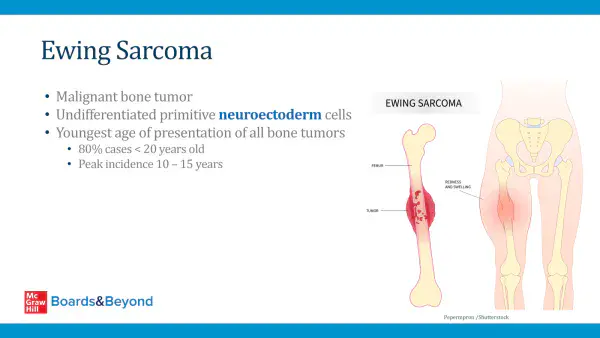 Ewing Sarcoma
• Malignant bone tumor
• Undifferentiated primitive neuroectoderm cells
• Youngest age of presentation of all bone tumors
• 80% cases < 20 years old
• Peak incidence 10 – 15 years
EWING SARCOMA
FEMUR
TUMOR
REDNESS
AND SWELLING
Mc
Graw
Hill
Boards&Beyond
Pepermpron /Shutterstock